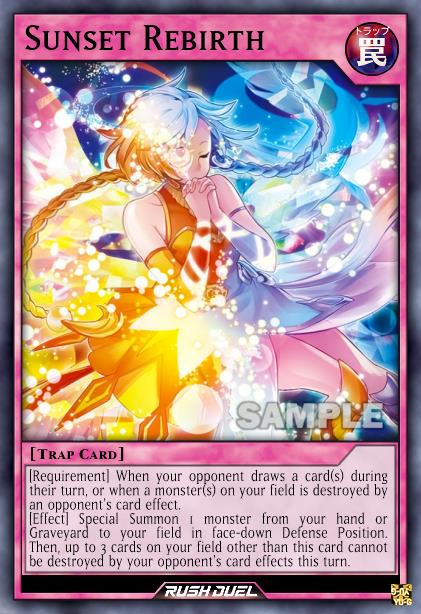 Sunset Rebirth
トラップ
罠
SAMPLE
[Trap Card]
[Requirement] When your opponent draws a card(s) during
their turn, or when a monster(s) on your field is destroyed by
an opponent's card effect.
[Effect] Special Summon 1 monster from your hand or
Graveyard to your field in face-down Defense Position.
Then, up to 3 cards on your field other than this card cannot
be destroyed by your opponent's card effects this turn.
RUSH DUEL